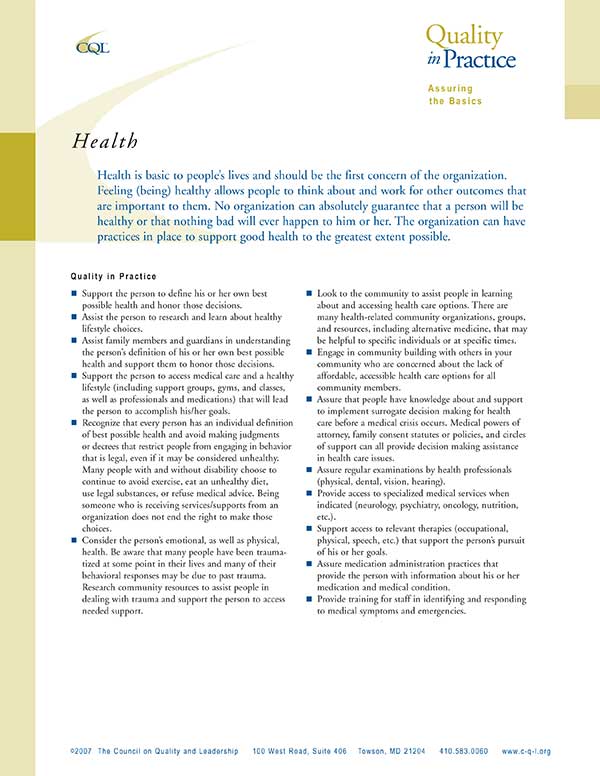 CQL
Quality
in Practice
Assuring
the Basics
Health
Health is basic to people's lives and should be the first concern of the organization.
Feeling (being) healthy allows people to think about and work for other outcomes that
are important to them. No organization can absolutely guarantee that a person will be
healthy or that nothing bad will ever happen to him or her. The organization can have
practices in place to support good health to the greatest extent possible.
Quality in Practice
■ Support the person to define his or her own best
possible health and honor those decisions.
■ Assist the person to research and learn about healthy
lifestyle choices.
■ Assist family members and guardians in understanding
the person's definition of his or her own best possible
health and support them to honor those decisions.
■ Support the person to access medical care and a healthy
lifestyle (including support groups, gyms, and classes,
as well as professionals and medications) that will lead
the person to accomplish his/her goals.
■ Recognize that every person has an individual definition
of best possible health and avoid making judgments
or decrees that restrict people from engaging in behavior
that is legal, even if it may be considered unhealthy.
Many people with and without disability choose to
continue to avoid exercise, eat an unhealthy diet,
use legal substances, or refuse medical advice. Being
someone who is receiving services/supports from an
organization does not end the right to make those
choices.
■ Consider the person's emotional, as well as physical,
health. Be aware that many people have been trauma-
tized at some point in their lives and many of their
behavioral responses may be due to past trauma.
Research community resources to assist people in
dealing with trauma and support the person to access
needed support.
■ Look to the community to assist people in learning
about and accessing health care options. There are
many health-related community organizations, groups,
and resources, including alternative medicine, that may
be helpful to specific individuals or at specific times.
■ Engage in community building with others in your
community who are concerned about the lack of
affordable, accessible health care options for all
community members.
■ Assure that people have knowledge about and support
to implement surrogate decision making for health
care before a medical crisis occurs. Medical powers of
attorney, family consent statutes or policies, and circles
of support can all provide decision making assistance
in health care issues.
■ Assure regular examinations by health professionals
(physical, dental, vision, hearing).
■ Provide access to specialized medical services when
indicated (neurology, psychiatry, oncology, nutrition,
etc.).
■ Support access to relevant therapies (occupational,
physical, speech, etc.) that support the person's pursuit
of his or her goals.
■ Assure medication administration practices that
provide the person with information about his or her
medication and medical condition.
■ Provide training for staff in identifying and responding
to medical symptoms and emergencies.
©2007 The Council on Quality and Leadership 100 West Road, Suite 406 Towson, MD 21204 410.583.0060 www.c-q-l.org